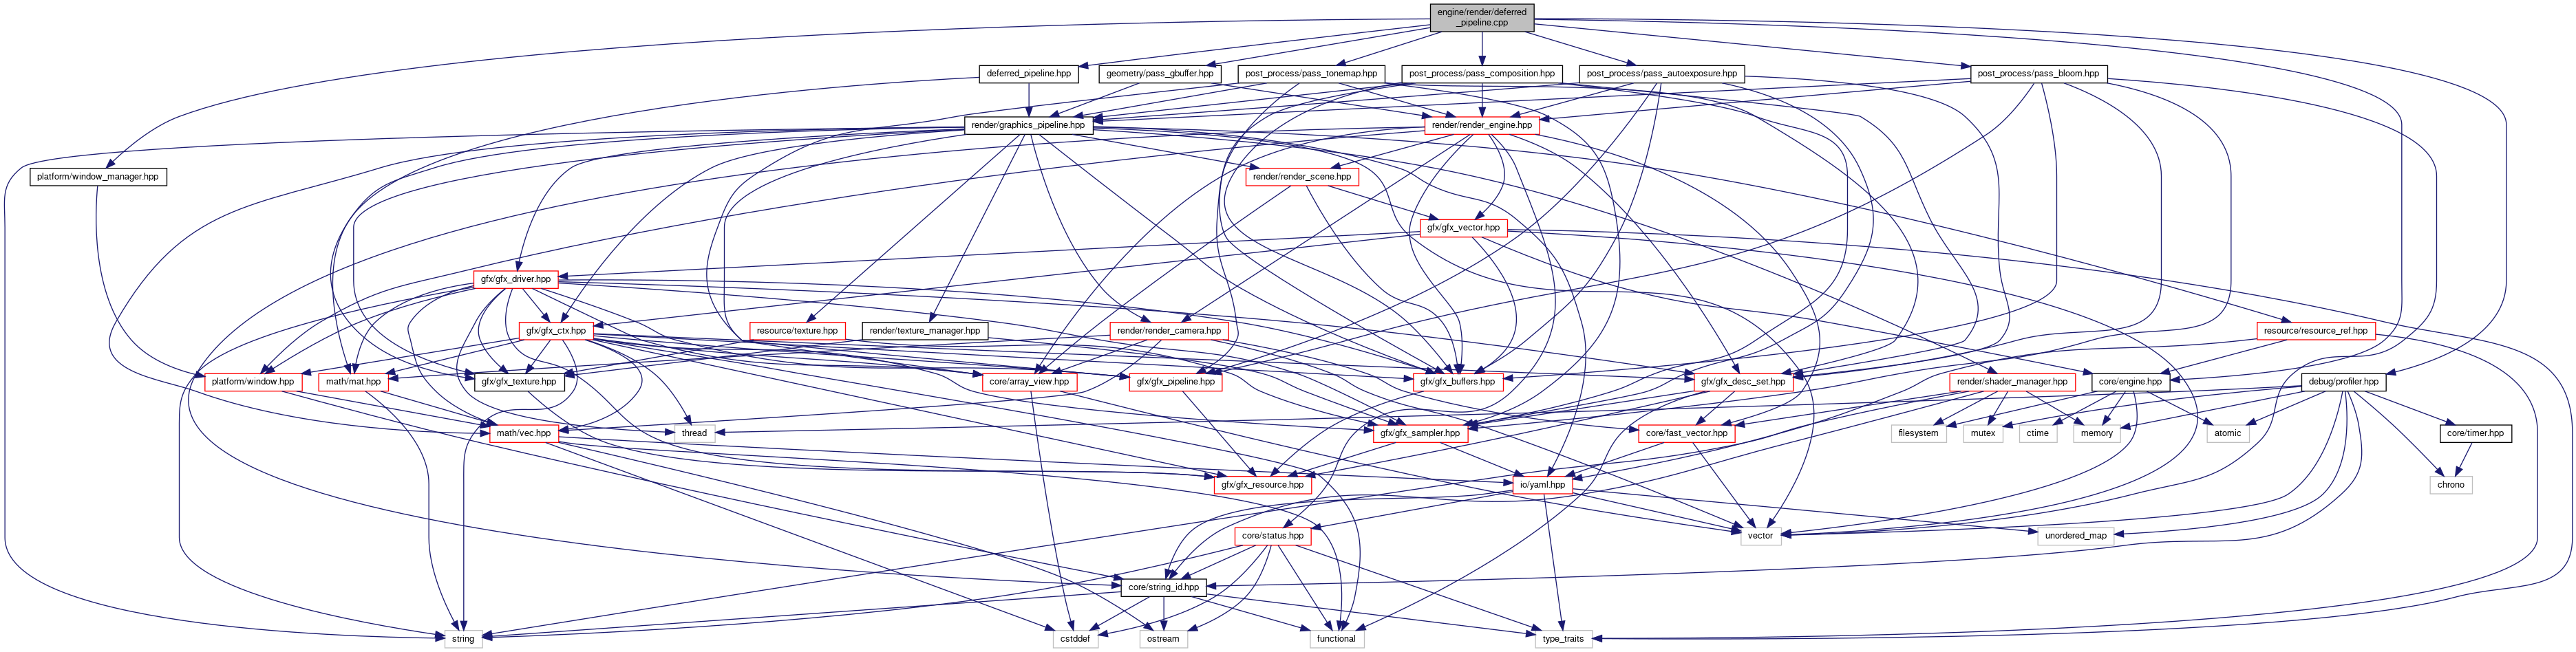 engine/render/deferred
_pipeline.cpp
deferred_pipeline.hpp
geometry/pass_gbuffer.hpp
post_process/pass_tonemap.hpp
post_process/pass_composition.hpp
post_process/pass_autoexposure.hpp
post_process/pass_bloom.hpp
render/graphics_pipeline.hpp
render/render_engine.hpp
platform/window_manager.hpp
render/render_scene.hpp
gfx/gfx_vector.hpp
gfx/gfx_driver.hpp
gfx/gfx_ctx.hpp
resource/texture.hpp
render/texture_manager.hpp
render/render_camera.hpp
resource/resource_ref.hpp
platform/window.hpp
math/mat.hpp
gfx/gfx_texture.hpp
core/array_view.hpp
gfx/gfx_pipeline.hpp
gfx/gfx_buffers.hpp
gfx/gfx_desc_set.hpp
render/shader_manager.hpp
core/engine.hpp
debug/profiler.hpp
math/vec.hpp
thread
gfx/gfx_sampler.hpp
core/fast_vector.hpp
filesystem
mutex
ctime
memory
atomic
core/timer.hpp
gfx/gfx_resource.hpp
io/yaml.hpp
chrono
core/status.hpp
vector
unordered_map
core/string_id.hpp
string
cstddef
ostream
functional
type_traits